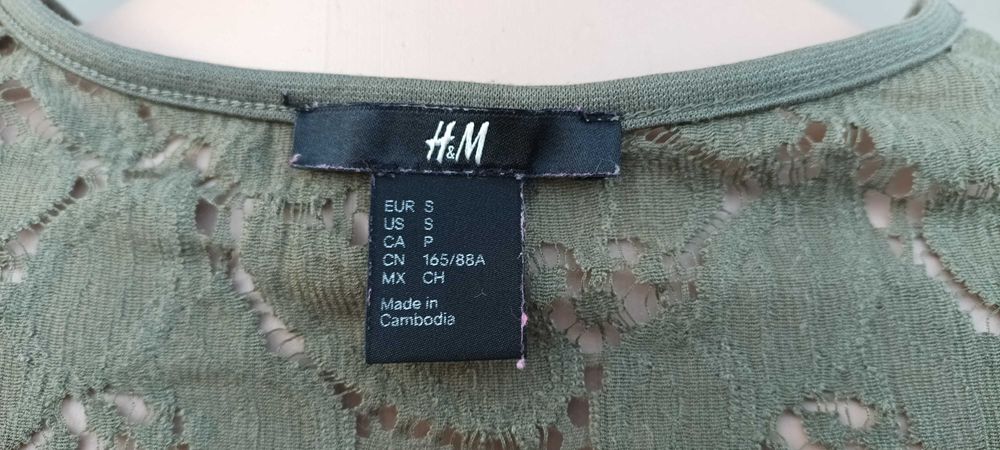 H&M
EUR S
US S
CA P
CN 165/88A
MX CH
Made in
Cambodia